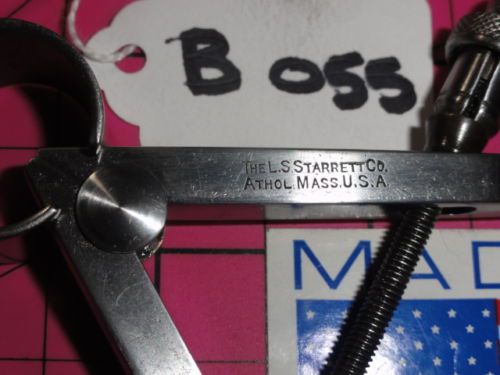 B 055
THE L.S. STARRETT CO.
ATHOL, MASS. U.S.A
MAD